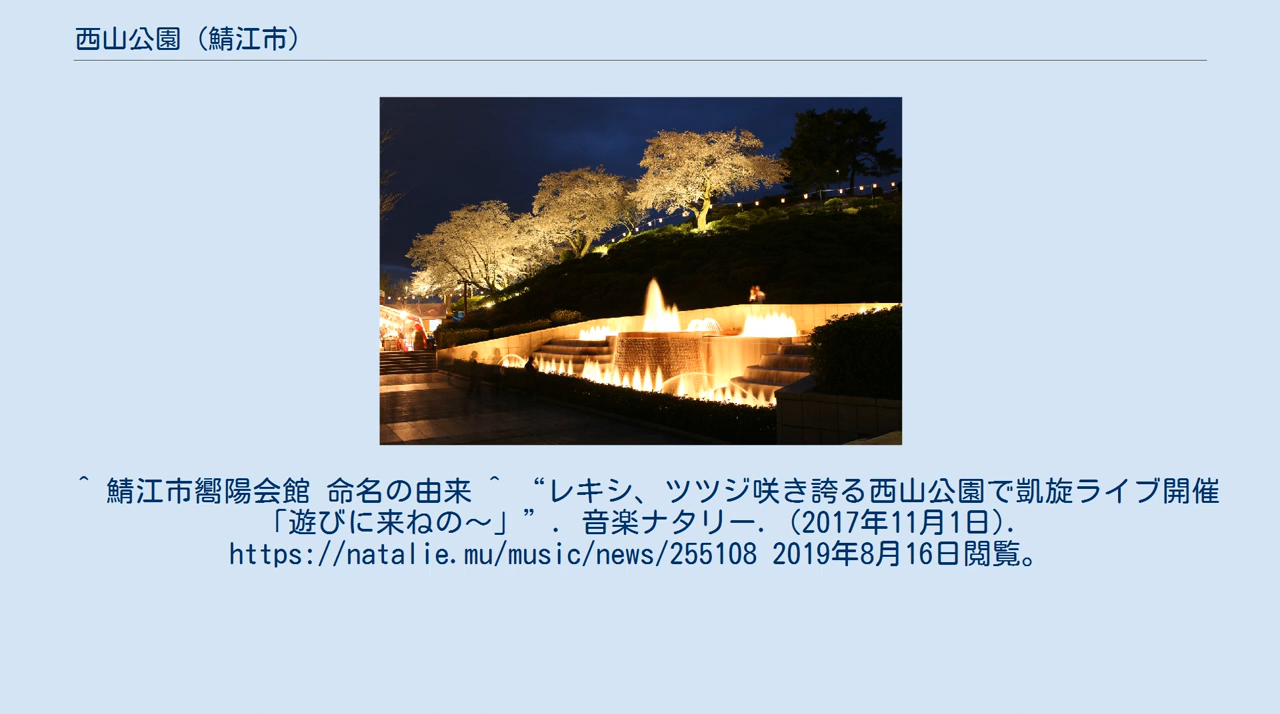 西山公園（鯖江市）
^ 鯖江市嚮陽会館 命名の由来 ^ “レキシ、ツツジ咲き誇る西山公園で凱旋ライブ開催
「遊びに来ねの〜」”. 音楽ナタリー. (2017年11月1日).
https://natalie.mu/music/news/255108 2019年8月16日閲覧。